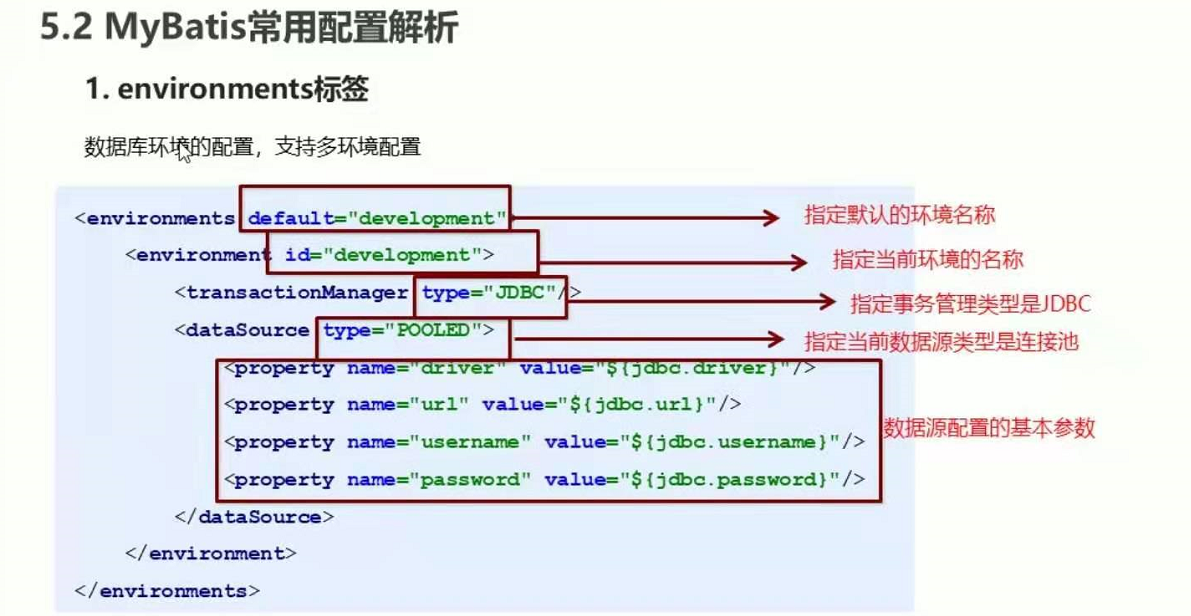 5.2 MyBatis常用配置解析
1. environments标签
数据库环境的配置，支持多环境配置
<environments default="development">
指定默认的环境名称
<environment id="development">
指定当前环境的名称
<transactionManager type="JDBC"/>
指定事务管理类型是JDBC
<dataSource type="POOLED">
指定当前数据源类型是连接池
<property name="driver" value="${jdbc.driver}"/>
<property name="url" value="${jdbc.url}"/>
<property name="username" value="${jdbc.username}"/>
数据源配置的基本参数
<property name="password" value="${jdbc.password}"/>
</dataSource>
</environment>
</environments>